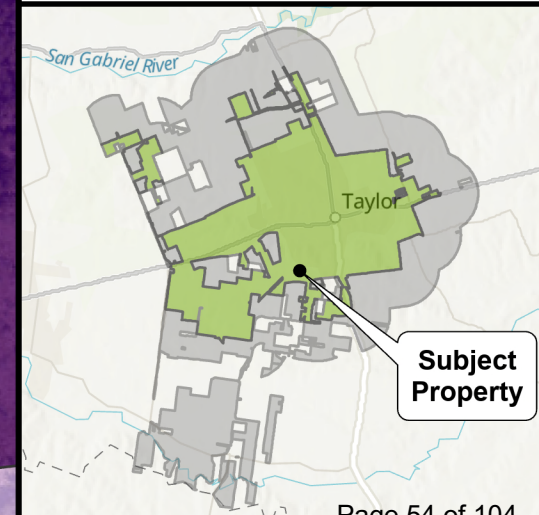 San Gabriel River
Taylor
Subject
Property
Page 54 of 104